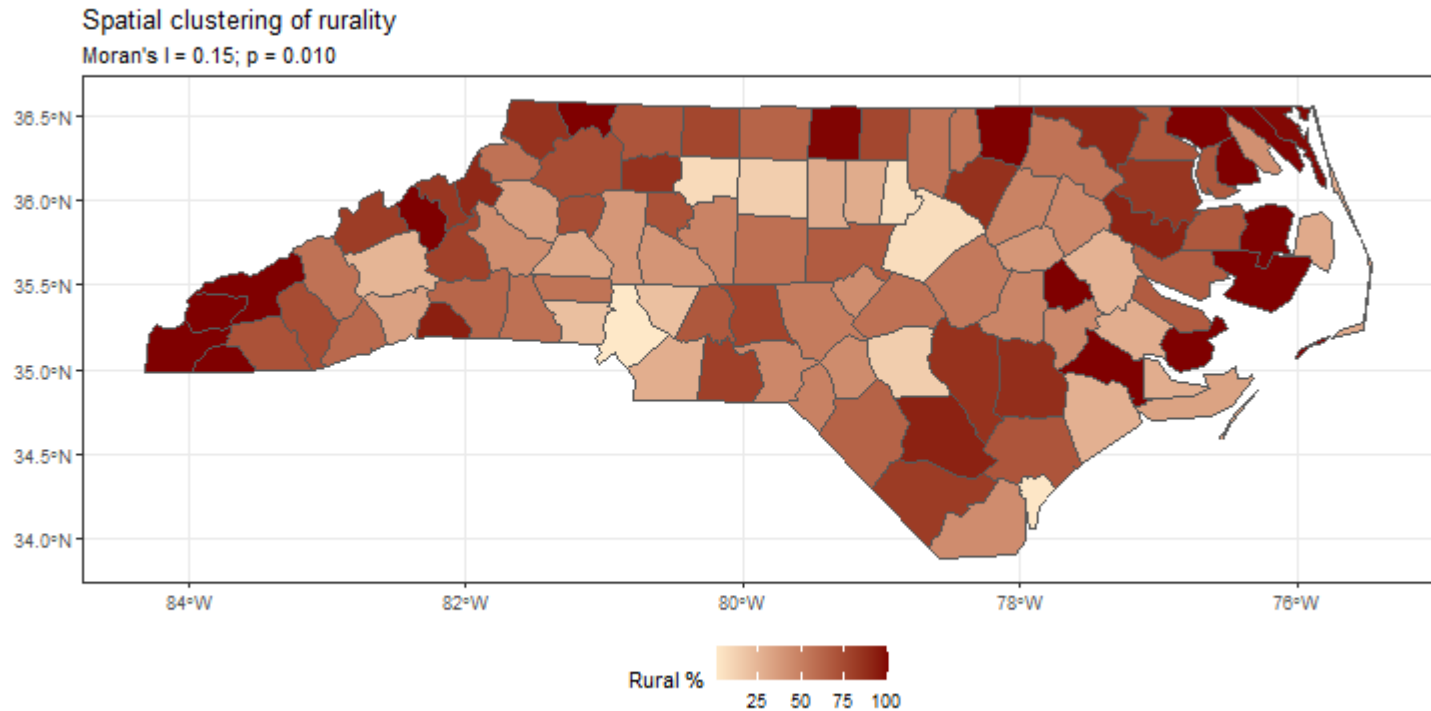 Spatial clustering of rurality
Moran's I = 0.15; p = 0.010
36.5°N
36.0°N
35.5°N
35.0°N
34.5°N
34.0°N
84°W
82°W
80°W
78°W
76°W
Rural %
25 50 75 100